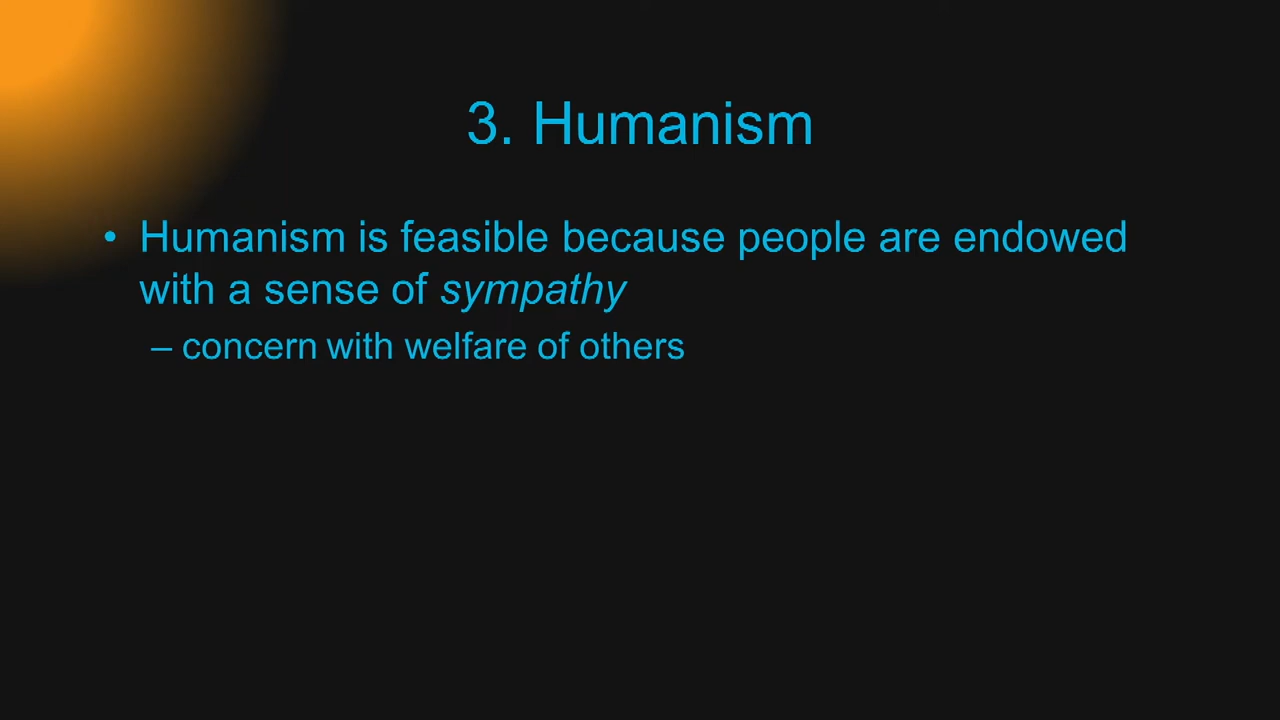 3. Humanism
• Humanism is feasible because people are endowed
with a sense of sympathy
– concern with welfare of others